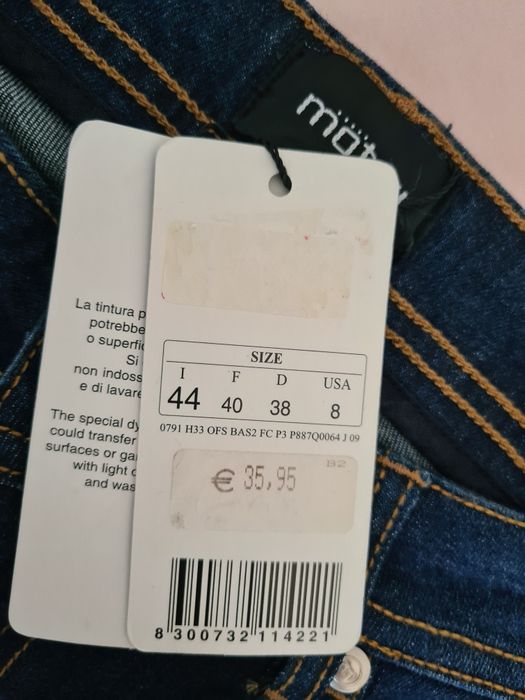 La tintura p
potrebbe
o superfic
Si
non indoss
e di lavare
The special dy
could transfer
surfaces or gar
with light c
and was
SIZE
I F D USA
44 40 38 8
0791 H33 OFS BAS2 FC P3 P887Q0064 J 09
B2
€ 35,95
8 300732 114221